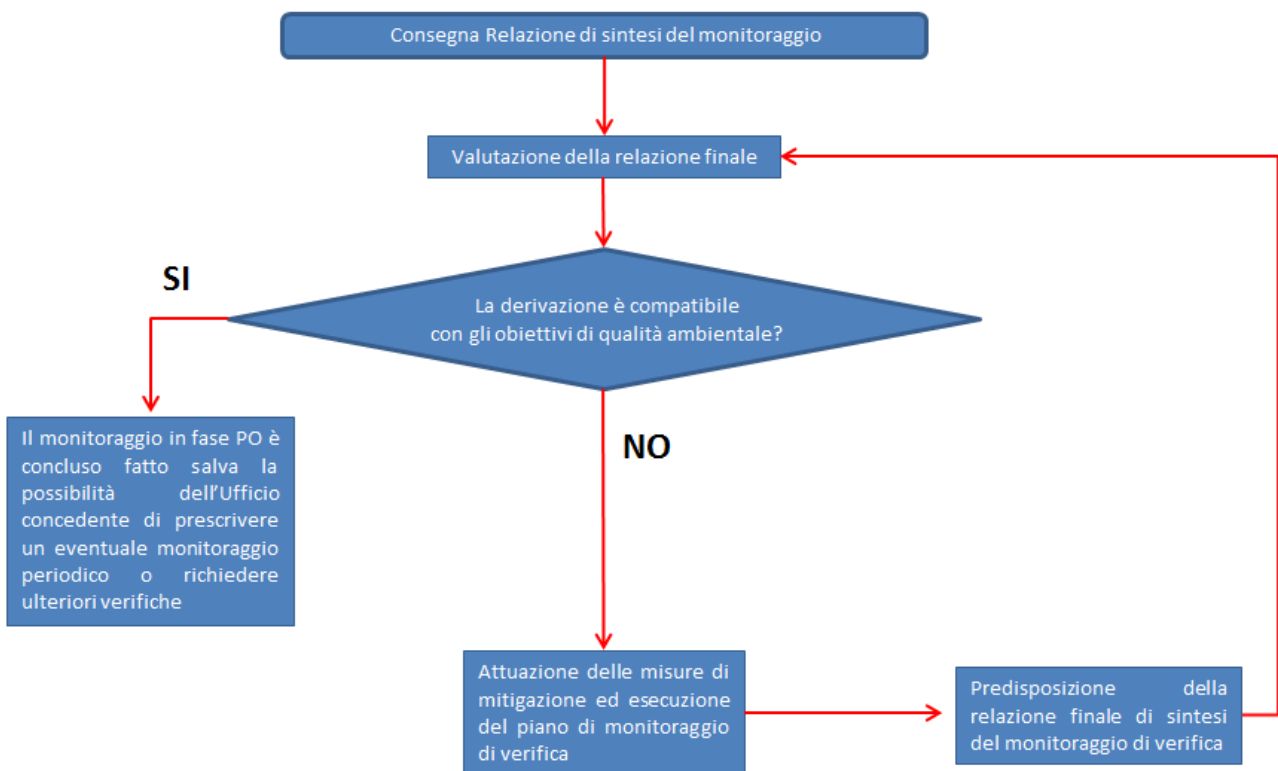 Consegna Relazione di sintesi del monitoraggio
Valutazione della relazione finale
La derivazione è compatibile
con gli obiettivi di qualità ambientale?
SI
Il monitoraggio in fase PO è
concluso fatto salva la
possibilità dell'Ufficio
concedente di prescrivere
un eventuale monitoraggio
periodico o richiedere
ulteriori verifiche
NO
Attuazione delle misure di
mitigazione ed esecuzione
del piano di monitoraggio
di verifica
Predisposizione della
relazione finale di sintesi
del monitoraggio di verifica